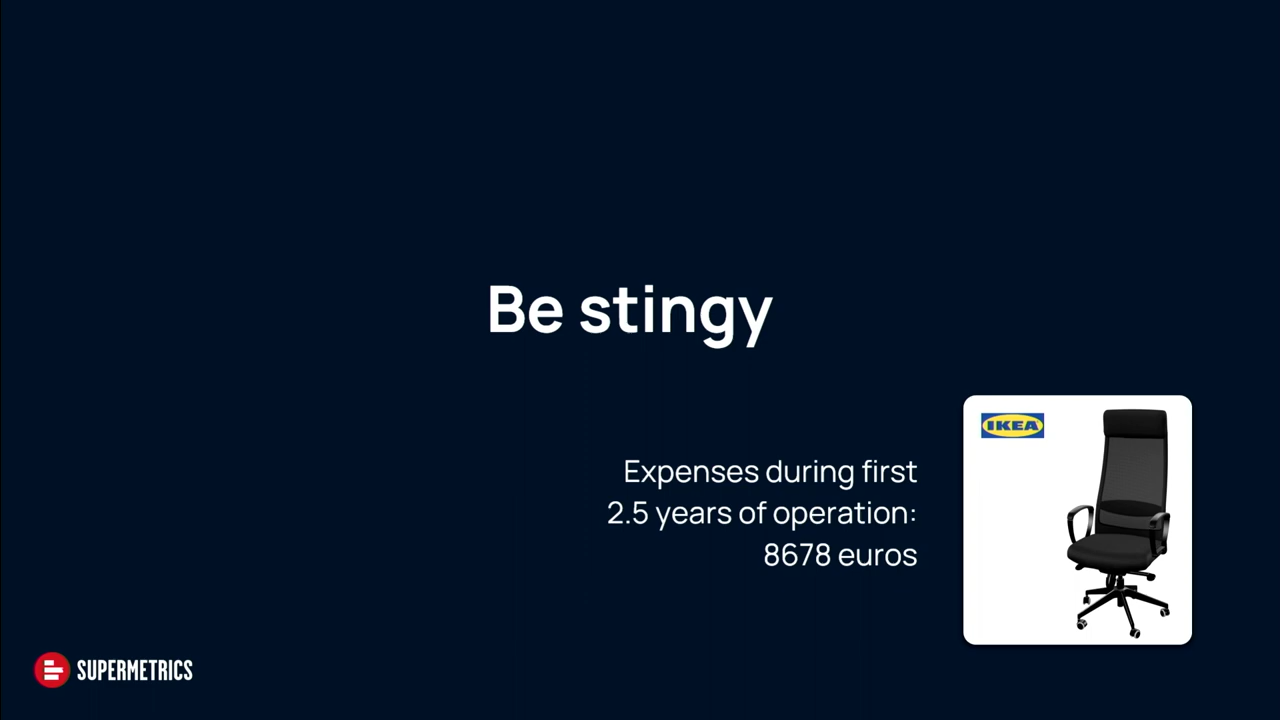 Be stingy
IKEA
Expenses during first
2.5 years of operation:
8678 euros
SUPERMETRICS